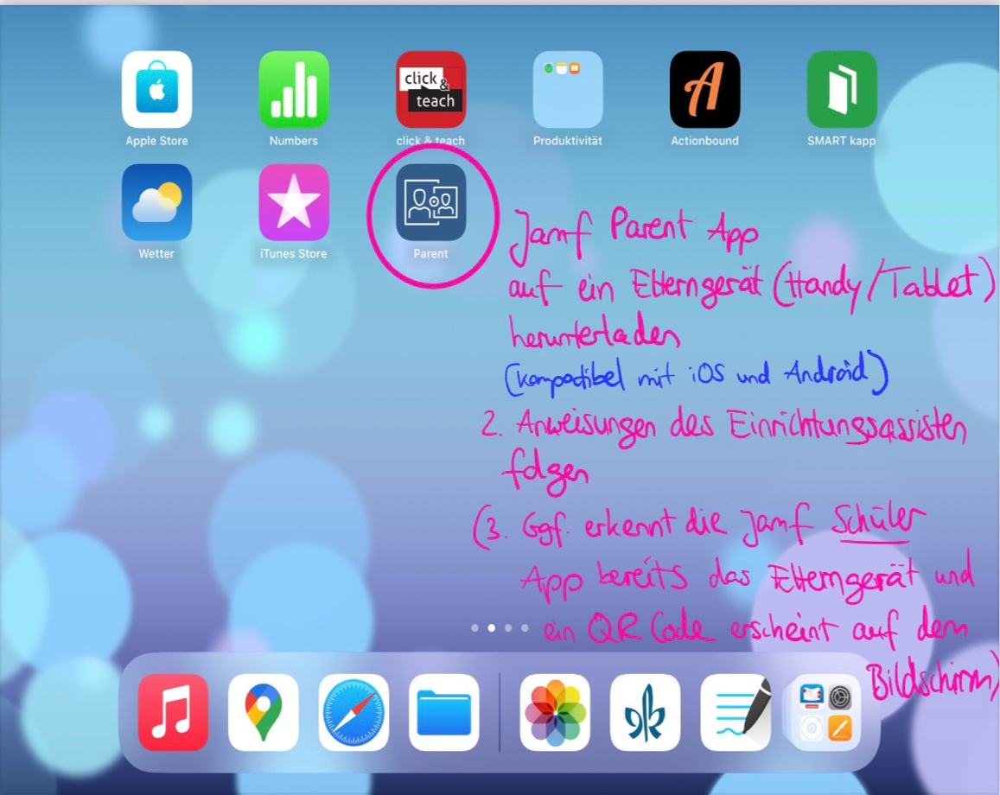 Apple Store
Numbers
click & teach
click & teach
Produktivität
A
Actionbound
SMART kapp
Wetter
iTunes Store
Parent
Jamf Parent App
auf ein Elterngerät (Handy/Tablet)
herunterladen
(kompatibel mit iOS und Android)
2. Anweisungen des Einrichtungsassisten
folgen
(3. Ggf. erkennt die Jamf Schüler
App bereits das Elterngerät und
ein QR Code erscheint auf dem
Bildschirm)